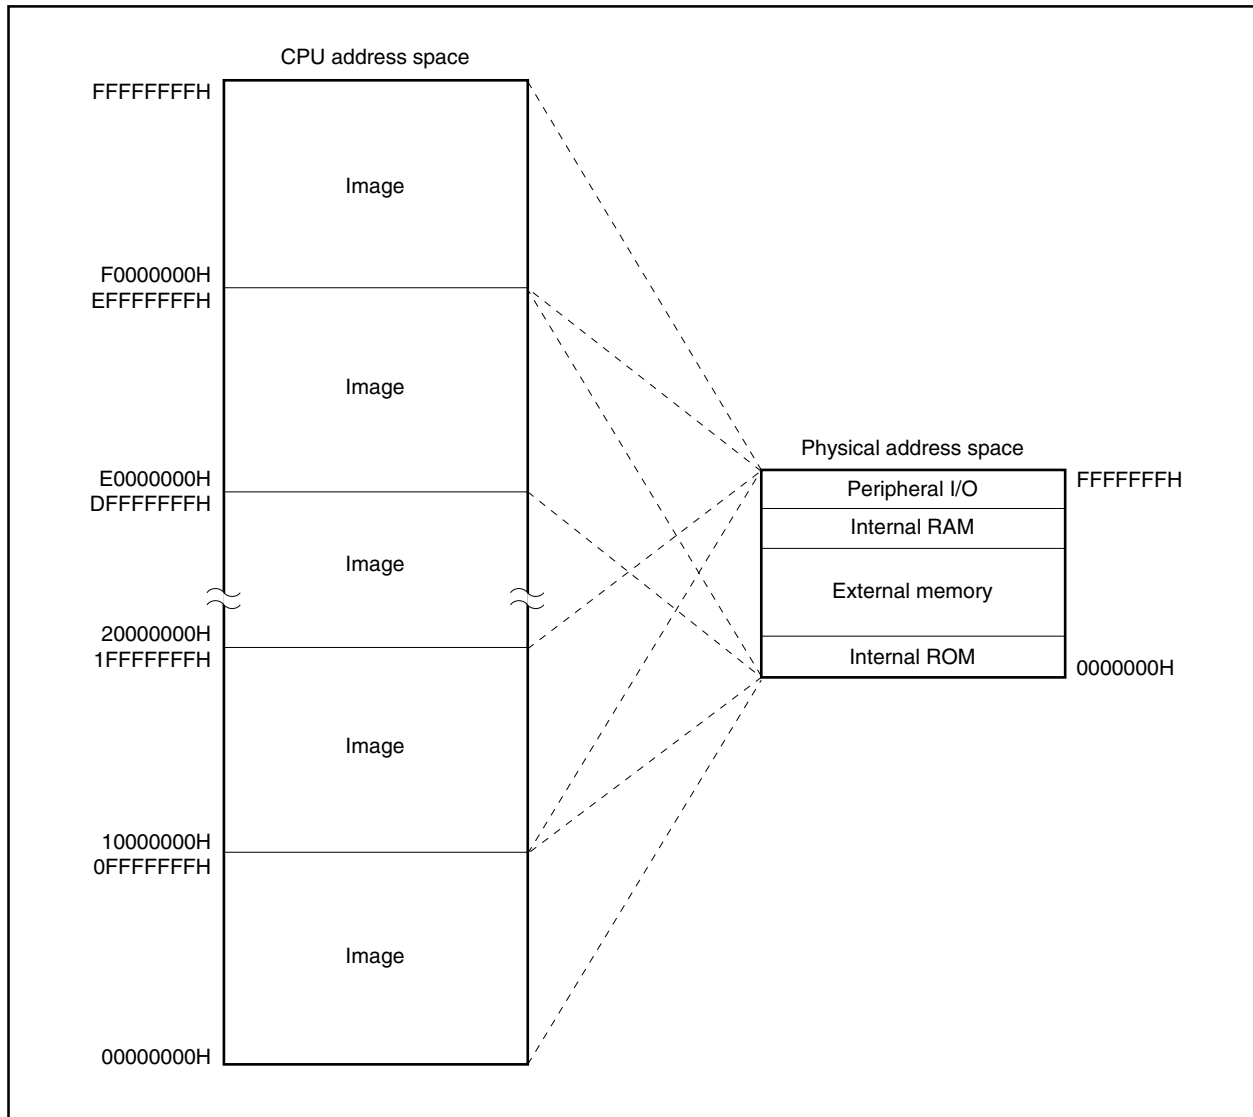 CPU address space
FFFFFFFFH
Image
F0000000H
EFFFFFFFH
Image
E0000000H
DFFFFFFFH
Image
20000000H
1FFFFFFFH
Image
10000000H
0FFFFFFFH
Image
00000000H
Physical address space
Peripheral I/O
FFFFFFFH
Internal RAM
External memory
Internal ROM
0000000H